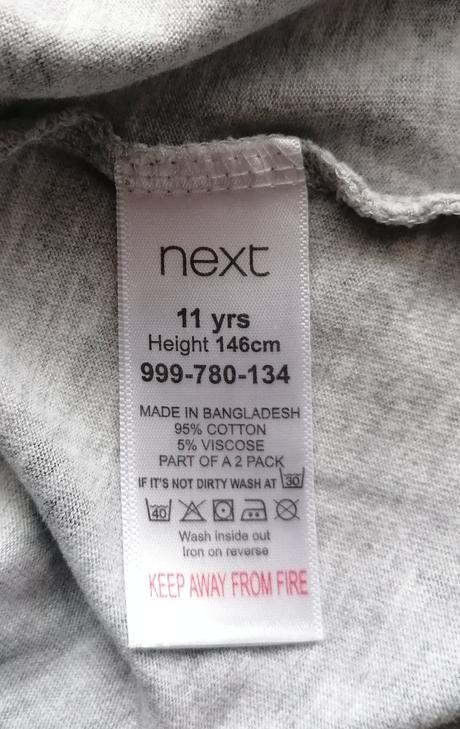 next
11 yrs
Height 146cm
999-780-134
MADE IN BANGLADESH
95% COTTON
5% VISCOSE
PART OF A 2 PACK
IF IT'S NOT DIRTY WASH AT 30
40
Wash inside out
Iron on reverse
KEEP AWAY FROM FIRE